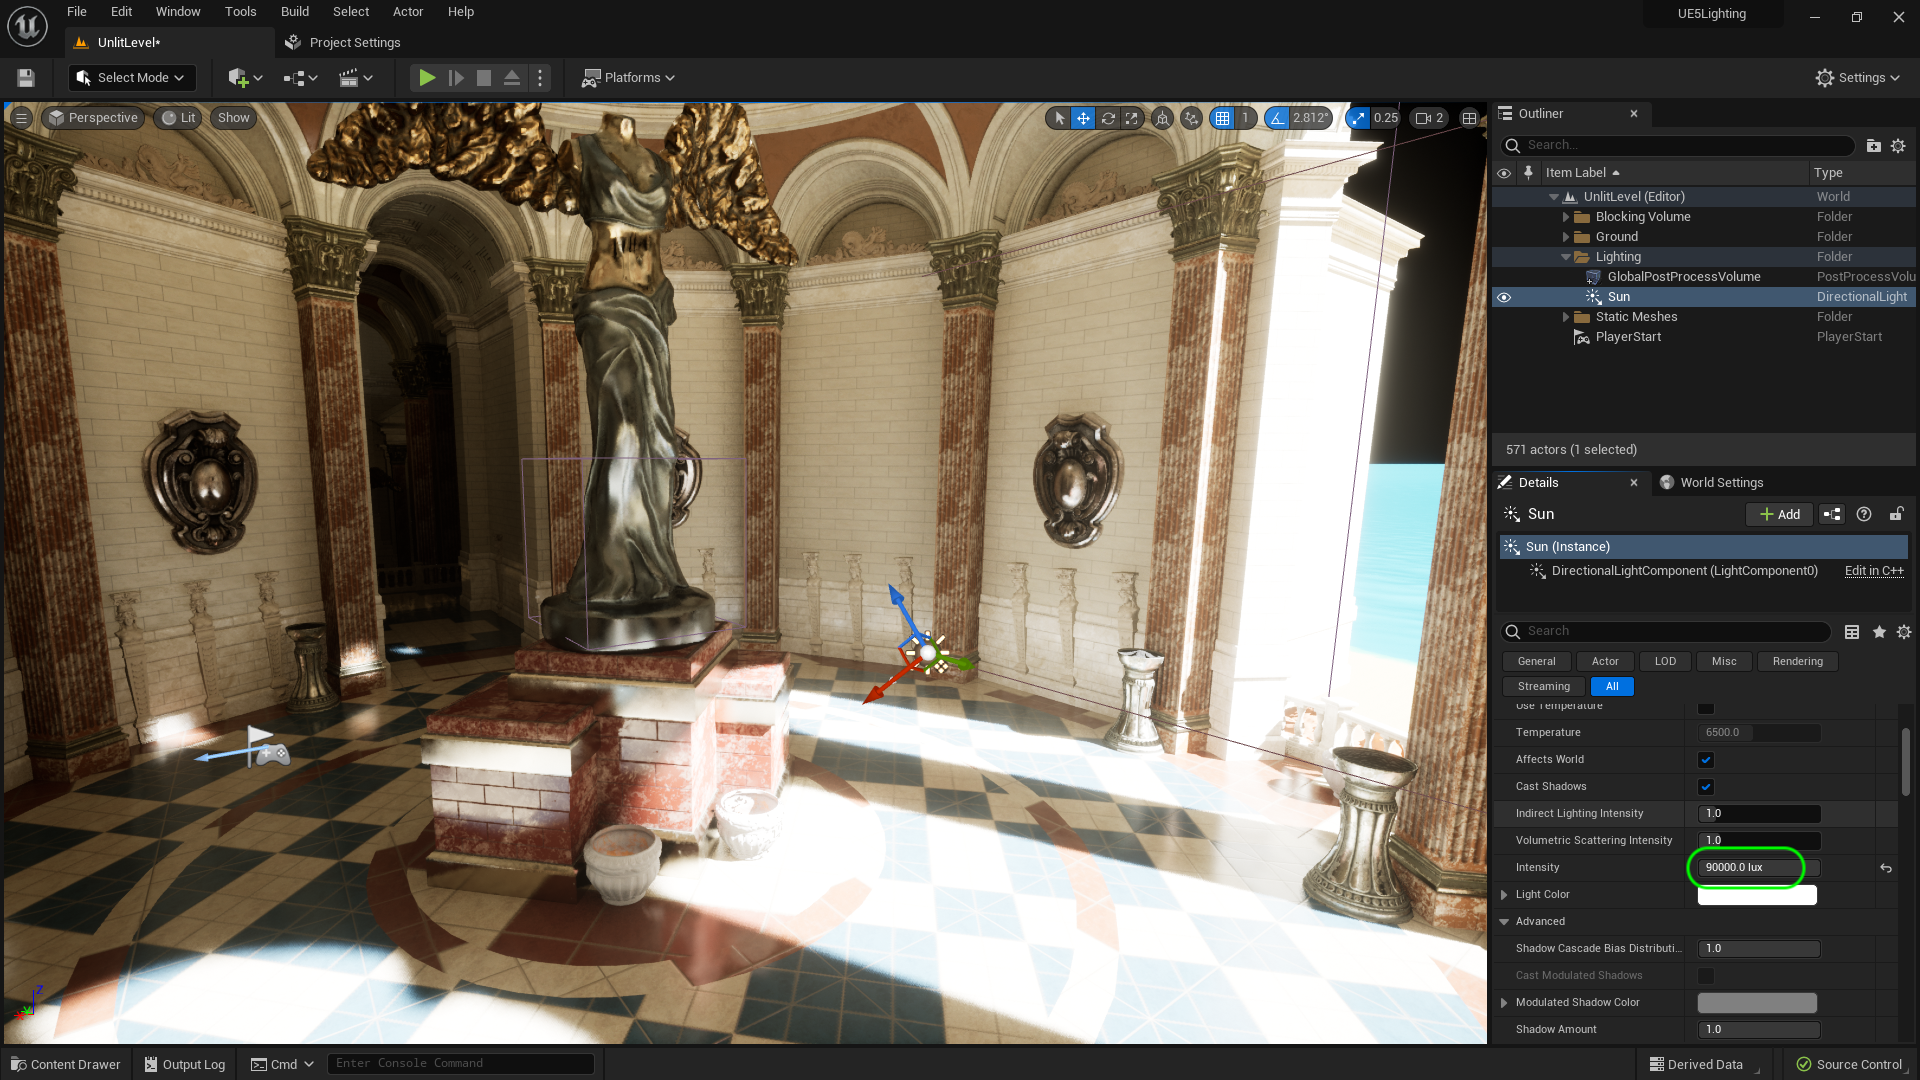 File Edit Window Tools Build Select Actor Help
UE5Lighting
UnlitLevel*
Project Settings
Select Mode
Platforms
Settings
Perspective
Lit
Show
1
2.812°
0.25
2
Outliner
Search...
Item Label
Type
UnlitLevel (Editor) World
Blocking Volume Folder
Ground Folder
Lighting Folder
GlobalPostProcessVolume PostProcessVolu
Sun DirectionalLight
Static Meshes Folder
PlayerStart PlayerStart
571 actors (1 selected)
Details
World Settings
Sun
Add
Sun (Instance)
DirectionalLightComponent (LightComponent0) Edit in C++
Search
General Actor LOD Misc Rendering
Streaming All
Use Temperature
Temperature 6500.0
Affects World
Cast Shadows
Indirect Lighting Intensity 1.0
Volumetric Scattering Intensity 1.0
Intensity 90000.0 lux
Light Color
Advanced
Shadow Cascade Bias Distributi... 1.0
Cast Modulated Shadows
Modulated Shadow Color
Shadow Amount 1.0
Z
Y
X
Content Drawer
Output Log
Cmd
Enter Console Command
Derived Data
Source Control